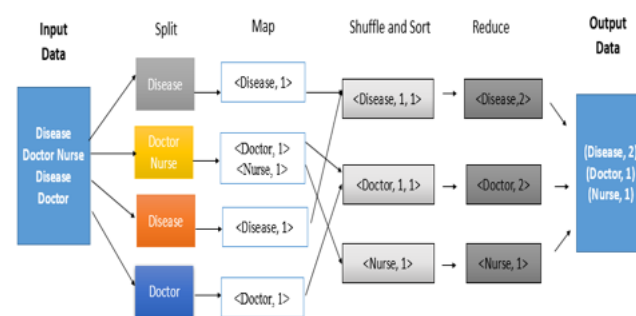 Input
Data
Split
Map
Shuffle and Sort
Reduce
Output
Data
Disease
Doctor Nurse
Disease
Doctor
Disease
Doctor
Nurse
Disease
Doctor
<Disease, 1>
<Doctor, 1>
<Nurse, 1>
<Disease, 1>
<Doctor, 1>
<Disease, 1, 1>
<Doctor, 1, 1>
<Nurse, 1>
<Disease,2>
<Doctor, 2>
<Nurse, 1>
(Disease, 2)
(Doctor, 1)
(Nurse, 1)